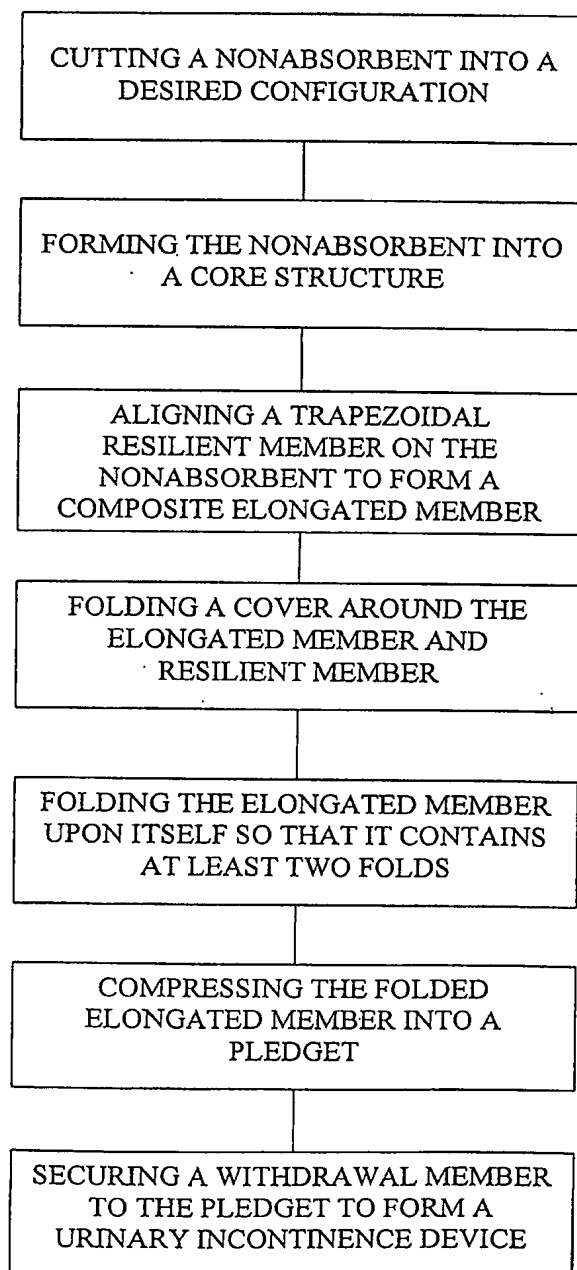 CUTTING A NONABSORBENT INTO A
DESIRED CONFIGURATION
FORMING THE NONABSORBENT INTO
A CORE STRUCTURE
ALIGNING A TRAPEZOIDAL
RESILIENT MEMBER ON THE
NONABSORBENT TO FORM A
COMPOSITE ELONGATED MEMBER
FOLDING A COVER AROUND THE
ELONGATED MEMBER AND
RESILIENT MEMBER
FOLDING THE ELONGATED MEMBER
UPON ITSELF SO THAT IT CONTAINS
AT LEAST TWO FOLDS
COMPRESSING THE FOLDED
ELONGATED MEMBER INTO A
PLEDGET
SECURING A WITHDRAWAL MEMBER
TO THE PLEDGET TO FORM A
URINARY INCONTINENCE DEVICE